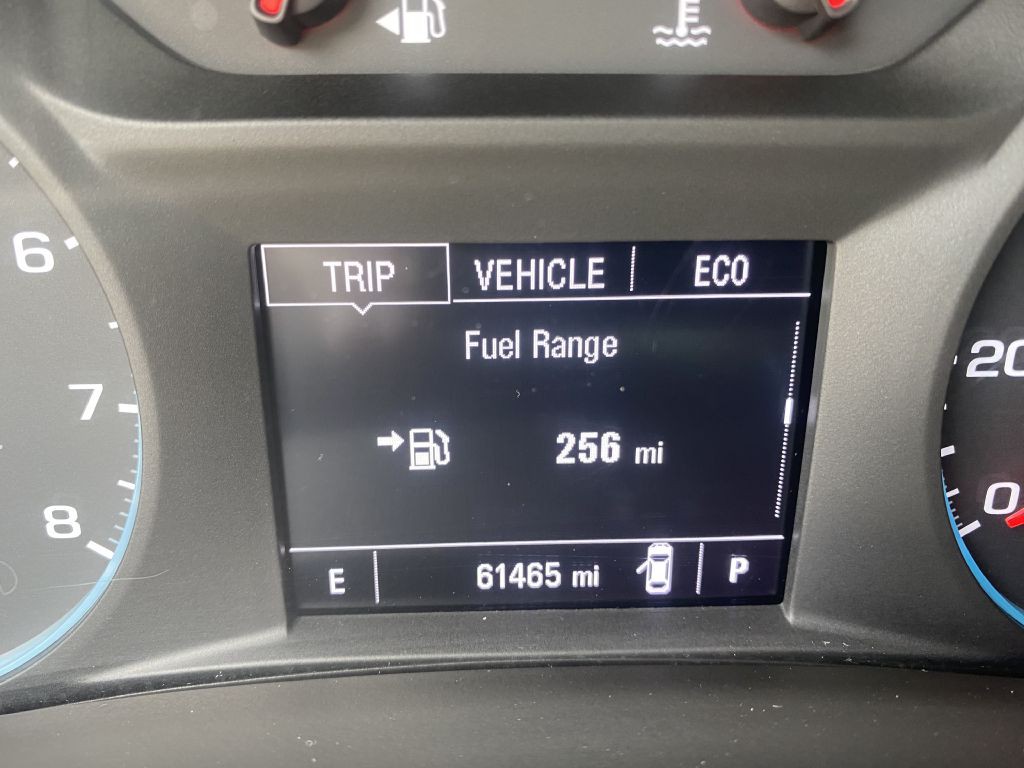 TRIP VEHICLE ECO
Fuel Range
6
7
8
20
0
256 mi
E 61465 mi P